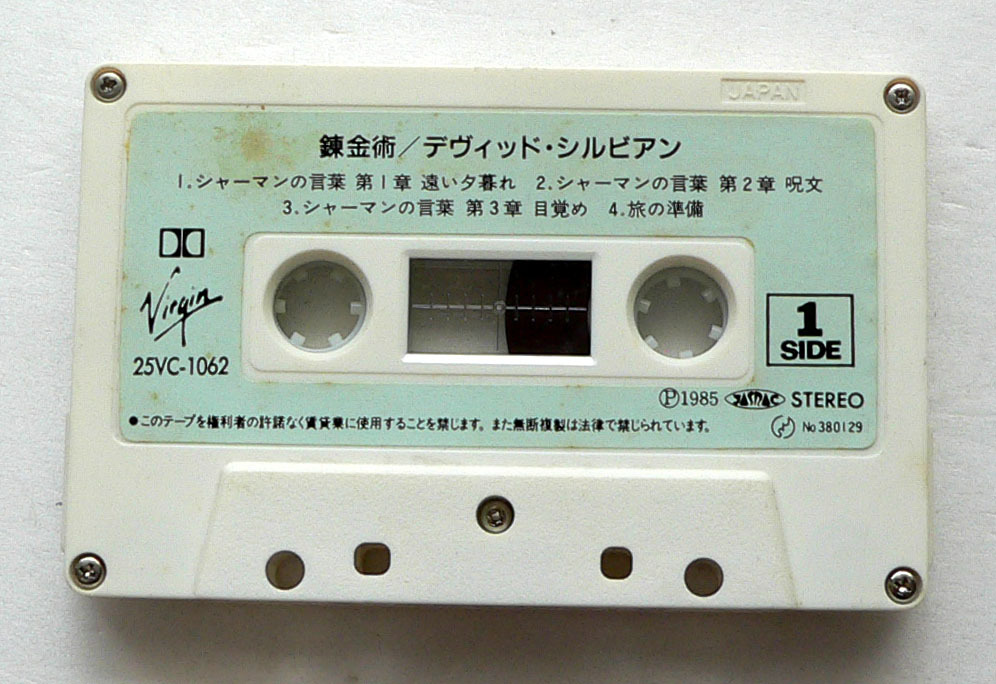 JAPAN
錬金術／デヴィッド・シルビアン
1.シャーマンの言葉 第1章 遠い夕暮れ 2.シャーマンの言葉 第2章 呪文
3.シャーマンの言葉 第3章 目覚め 4.旅の準備
Virgin
25VC-1062
1
SIDE
Ⓟ1985 JASRAC STEREO
●このテープを権利者の許諾なく賃貸業に使用することを禁じます。また無断複製は法律で禁じられています。
No380129